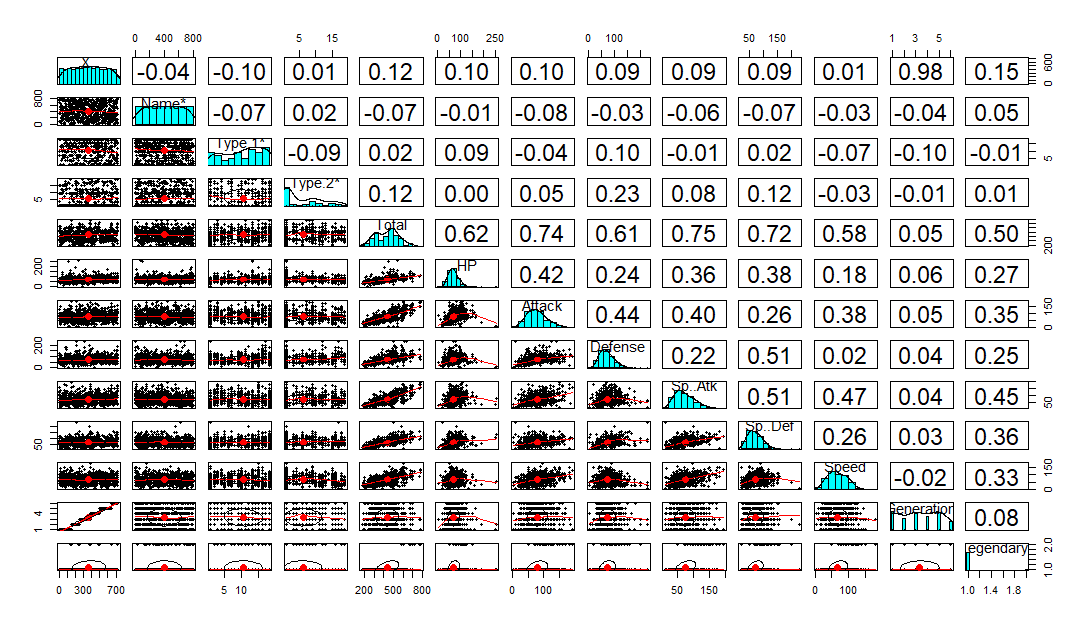 0 400 800 5 15 0 100 250 0 100 50 150 1 3 5
X -0.04 -0.10 0.01 0.12 0.10 0.10 0.09 0.09 0.09 0.01 0.98 0.15 0 600
0 800 Name* -0.07 0.02 -0.07 -0.01 -0.08 -0.03 -0.06 -0.07 -0.03 -0.04 0.05
Type.1* -0.09 0.02 0.09 -0.04 0.10 -0.01 0.02 -0.07 -0.10 -0.01 5
5 Type.2* 0.12 0.00 0.05 0.23 0.08 0.12 -0.03 -0.01 0.01
Total 0.62 0.74 0.61 0.75 0.72 0.58 0.05 0.50 200
0 200 HP 0.42 0.24 0.36 0.38 0.18 0.06 0.27
Attack 0.44 0.40 0.26 0.38 0.05 0.35 0 150
0 200 Defense 0.22 0.51 0.02 0.04 0.25
Sp..Atk 0.51 0.47 0.04 0.45 50
50 Sp..Def 0.26 0.03 0.36
Speed -0.02 0.33 0 150
1 4 Generation 0.08
egendary 1.0 2.0
0 300 700 5 10 200 500 800 0 100 50 150 0 100 1.0 1.4 1.8